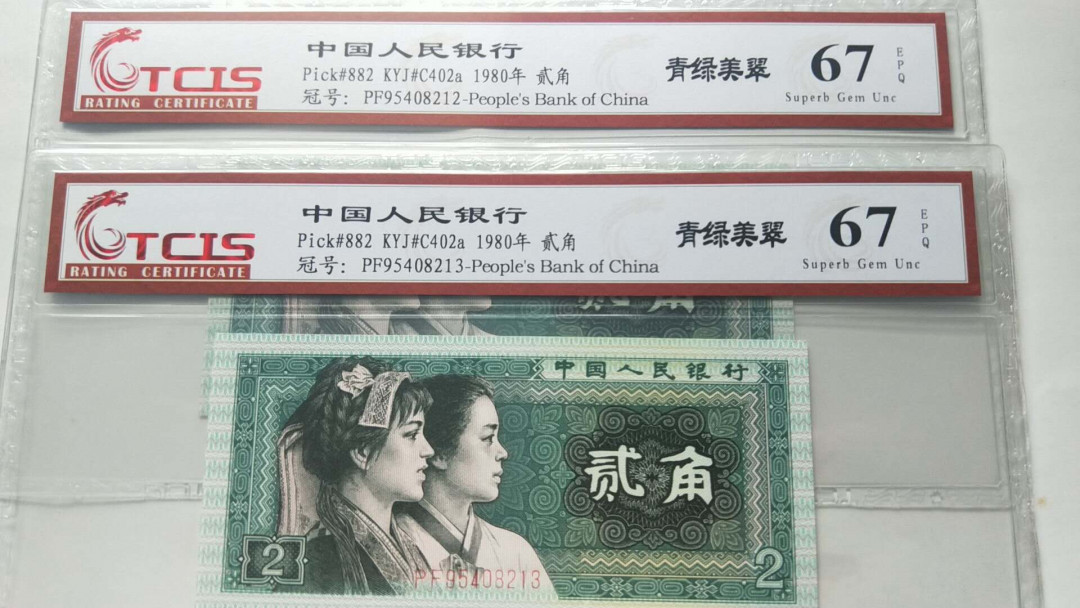 TCIS
RATING CERTIFICATE
中国人民银行
Pick#882 KYJ#C402a 1980年 贰角
冠号: PF95408212-People's Bank of China
青绿美翠
67
EPQ
Superb Gem Unc
TCIS
RATING CERTIFICATE
中国人民银行
Pick#882 KYJ#C402a 1980年 贰角
冠号: PF95408213-People's Bank of China
青绿美翠
67
EPQ
Superb Gem Unc
贰角
中国人民银行
贰角
2
PF95408213
2